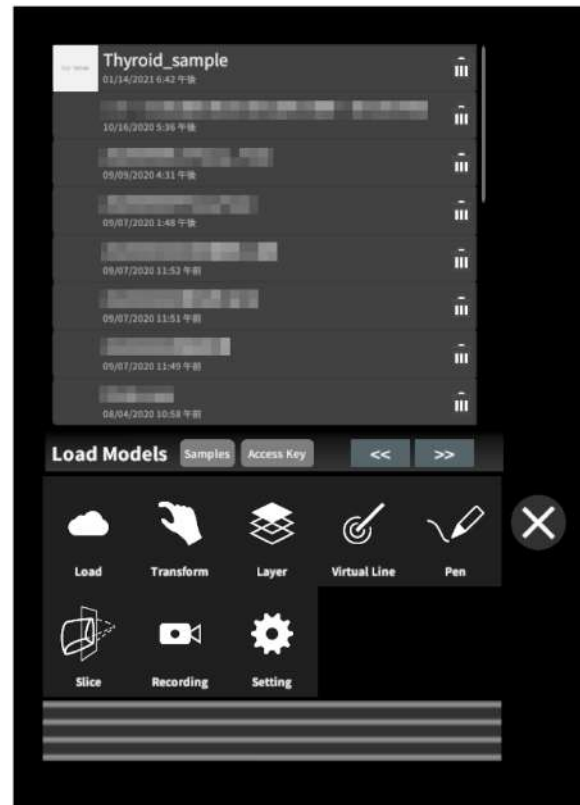 Thyroid_sample
01/14/2021 6:42 午後
10/16/2020 5:36 午後
09/09/2020 4:31 午後
09/07/2020 1:48 午後
09/07/2020 11:52 午前
09/07/2020 11:51 午前
09/07/2020 11:49 午前
08/04/2020 10:58 午前
Load Models Samples Access Key << >>
Load Transform Layer Virtual Line Pen
Slice Recording Setting